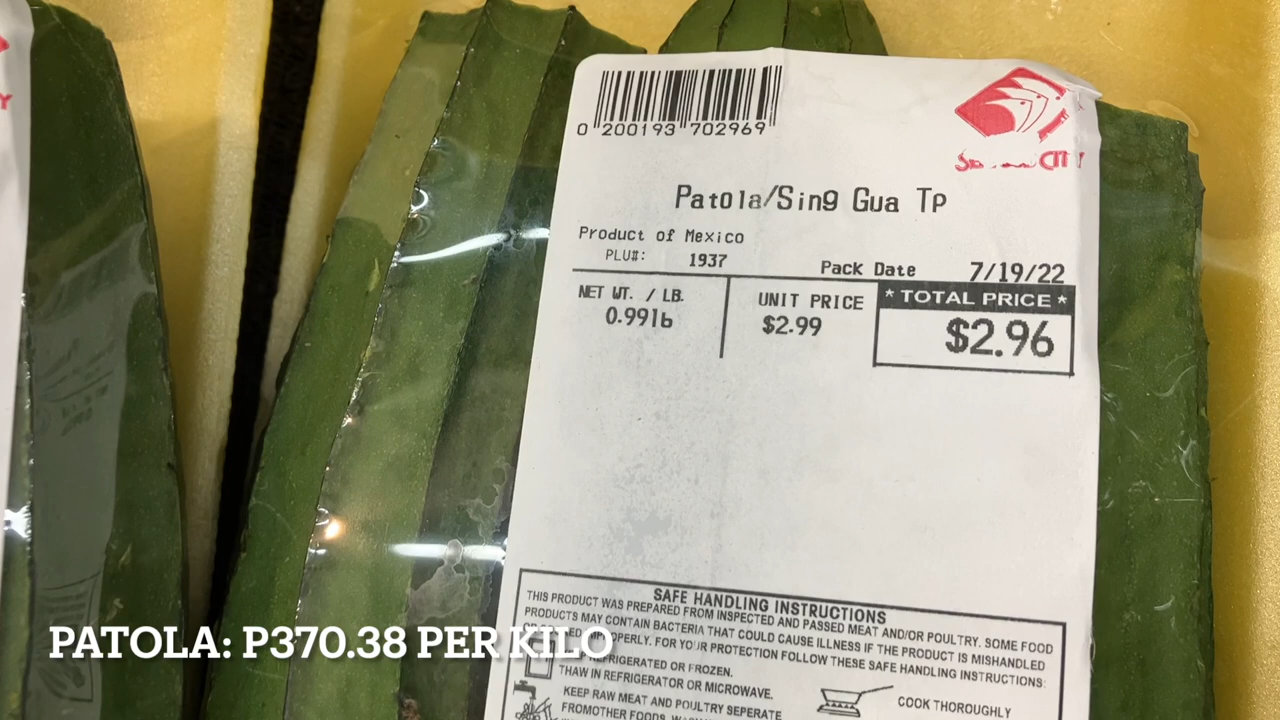 0 200193 702969
CITY
Patola/Sing Gua Tp
Product of Mexico
PLU#: 1937
Pack Date 7/19/22
NET WT. / LB.
0.99lb
UNIT PRICE
$2.99
* TOTAL PRICE *
$2.96
SAFE HANDLING INSTRUCTIONS
THIS PRODUCT WAS PREPARED FROM INSPECTED AND PASSED MEAT AND/OR POULTRY. SOME FOOD
PRODUCTS MAY CONTAIN BACTERIA THAT COULD CAUSE ILLNESS IF THE PRODUCT IS MISHANDLED
FOR YOUR PROTECTION FOLLOW THESE SAFE HANDLING INSTRUCTIONS:
REFRIGERATED OR FROZEN.
THAW IN REFRIGERATOR OR MICROWAVE.
KEEP RAW MEAT AND POULTRY SEPERATE
FROMOTHER FOODS.
COOK THOROUGHLY
PATOLA: P370.38 PER KILO